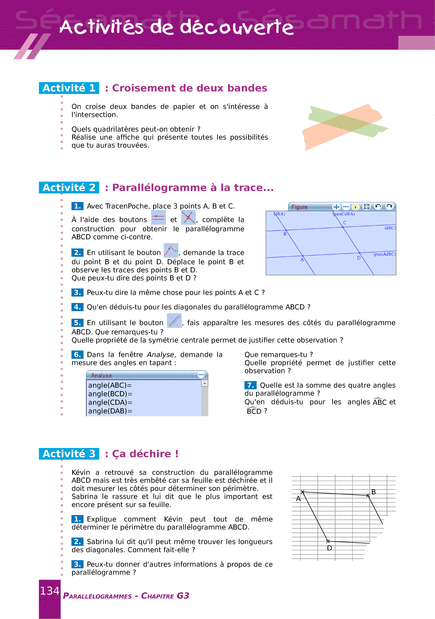 Sésamath • Sésamath
Activités de découverte
Activité 1 : Croisement de deux bandes
On croise deux bandes de papier et on s'intéresse à
l'intersection.
Quels quadrilatères peut-on obtenir ?
Réalise une affiche qui présente toutes les possibilités
que tu auras trouvées.
Activité 2 : Parallélogramme à la trace...
1. Avec TracenPoche, place 3 points A, B et C.
À l'aide des boutons et , complète la
construction pour obtenir le parallélogramme
ABCD comme ci-contre.
Figure
(BA)
(paraCdBA)
C
(BC)
B
A
D
(paraAdBC)
2. En utilisant le bouton , demande la trace
du point B et du point D. Déplace le point B et
observe les traces des points B et D.
Que peux-tu dire des points B et D ?
3. Peux-tu dire la même chose pour les points A et C ?
4. Qu'en déduis-tu pour les diagonales du parallélogramme ABCD ?
5. En utilisant le bouton , fais apparaître les mesures des côtés du parallélogramme
ABCD. Que remarques-tu ?
Quelle propriété de la symétrie centrale permet de justifier cette observation ?
6. Dans la fenêtre Analyse, demande la
mesure des angles en tapant :
Analyse
angle(ABC)=
angle(BCD)=
angle(CDA)=
angle(DAB)=
Que remarques-tu ?
Quelle propriété permet de justifier cette
observation ?
7. Quelle est la somme des quatre angles
du parallélogramme ?
Qu'en déduis-tu pour les angles ABC et
BCD ?
Activité 3 : Ça déchire !
Kévin a retrouvé sa construction du parallélogramme
ABCD mais est très embêté car sa feuille est déchirée et il
doit mesurer les côtés pour déterminer son périmètre.
Sabrina le rassure et lui dit que le plus important est
encore présent sur sa feuille.
1. Explique comment Kévin peut tout de même
déterminer le périmètre du parallélogramme ABCD.
2. Sabrina lui dit qu'il peut même trouver les longueurs
des diagonales. Comment fait-elle ?
3. Peux-tu donner d'autres informations à propos de ce
parallélogramme ?
A
B
D
134 Parallélogrammes - Chapitre G3